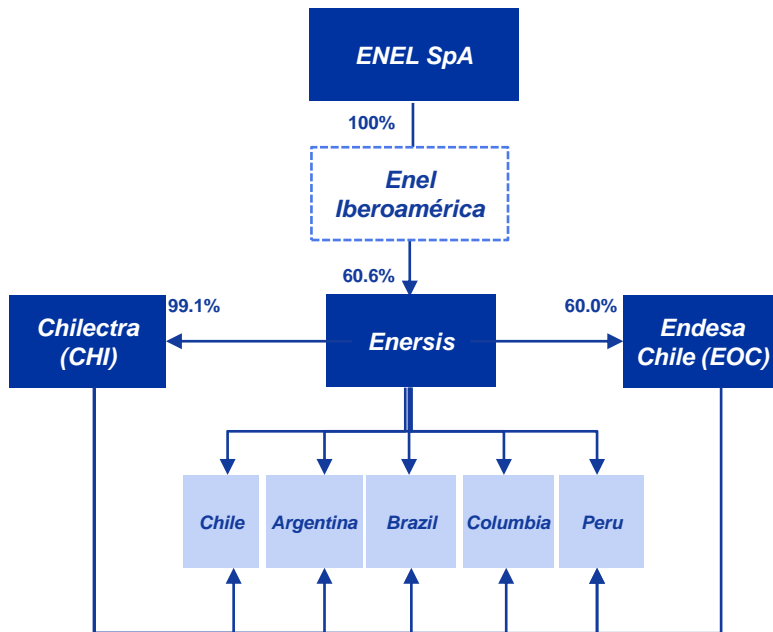 ENEL SpA
100%
Enel
Iberoamérica
60.6%
99.1%
60.0%
Chilectra
(CHI)
Enersis
Endesa
Chile (EOC)
Chile
Argentina
Brazil
Columbia
Peru